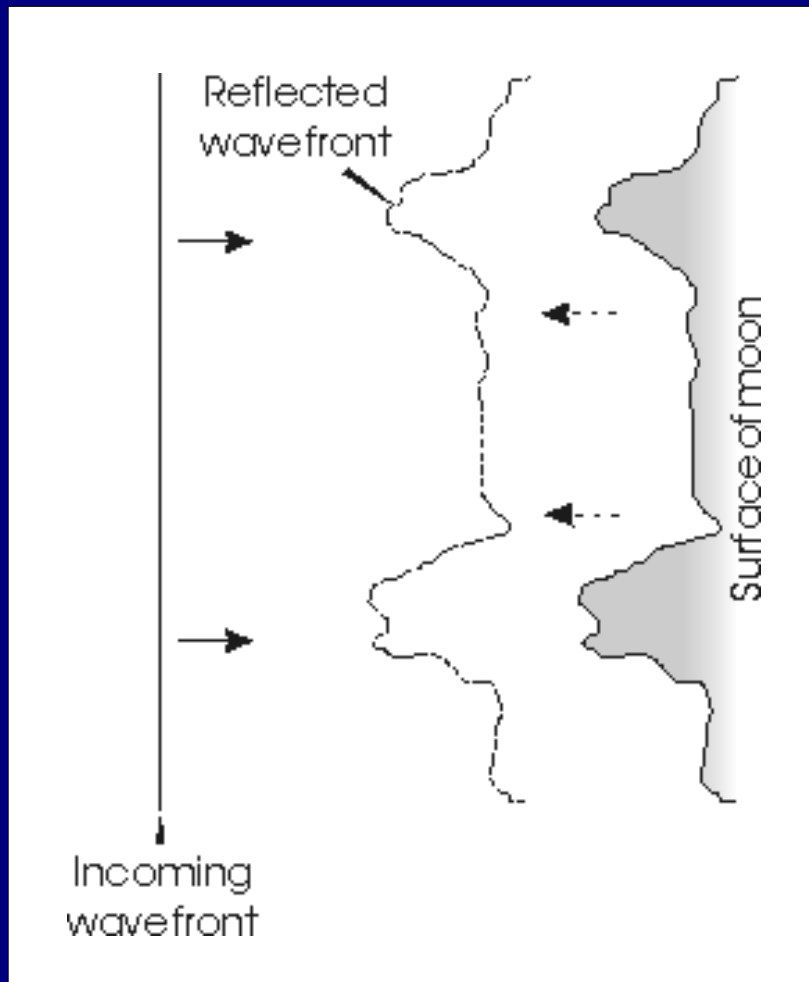 Reflected
wavefront
Surface of moon
Incoming
wavefront